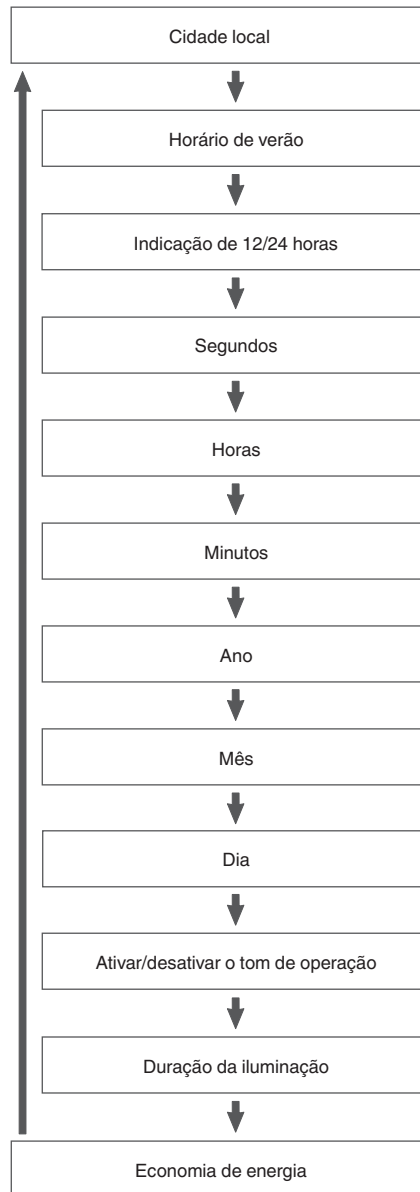 Cidade local
Horário de verão
Indicação de 12/24 horas
Segundos
Horas
Minutos
Ano
Mês
Dia
Ativar/desativar o tom de operação
Duração da iluminação
Economia de energia